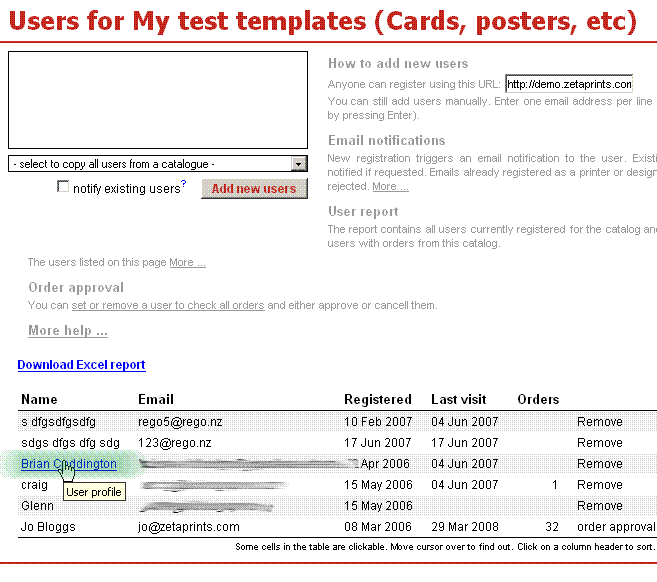 Users for My test templates (Cards, posters, etc)
How to add new users
Anyone can register using this URL: http://demo.zetaprints.con
You can still add users manually. Enter one email address per line
by pressing Enter).
Email notifications
New registration triggers an email notification to the user. Existi
notified if requested. Emails already registered as a printer or design
rejected. More ...
User report
The report contains all users currently registered for the catalog and
users with orders from this catalog.
- select to copy all users from a catalogue -
notify existing users? Add new users
The users listed on this page More ...
Order approval
You can set or remove a user to check all orders and either approve or cancell them.
More help ...
Download Excel report
Name Email Registered Last visit Orders
s dfgsdfgsdfg rego5@rego.nz 10 Feb 2007 04 Jun 2007 Remove
sdgs dfgs dfg sdg 123@rego.nz 17 Jun 2007 17 Jun 2007 Remove
Brian Coddington Apr 2006 04 Jun 2007 Remove
craig 15 May 2006 04 Jun 2007 1 Remove
User profile
Glenn 15 May 2006 Remove
Jo Bloggs jo@zetaprints.com 08 Mar 2006 29 Mar 2008 32 order approval
Some cells in the table are clickable. Move cursor over to find out. Click on a column header to sort.